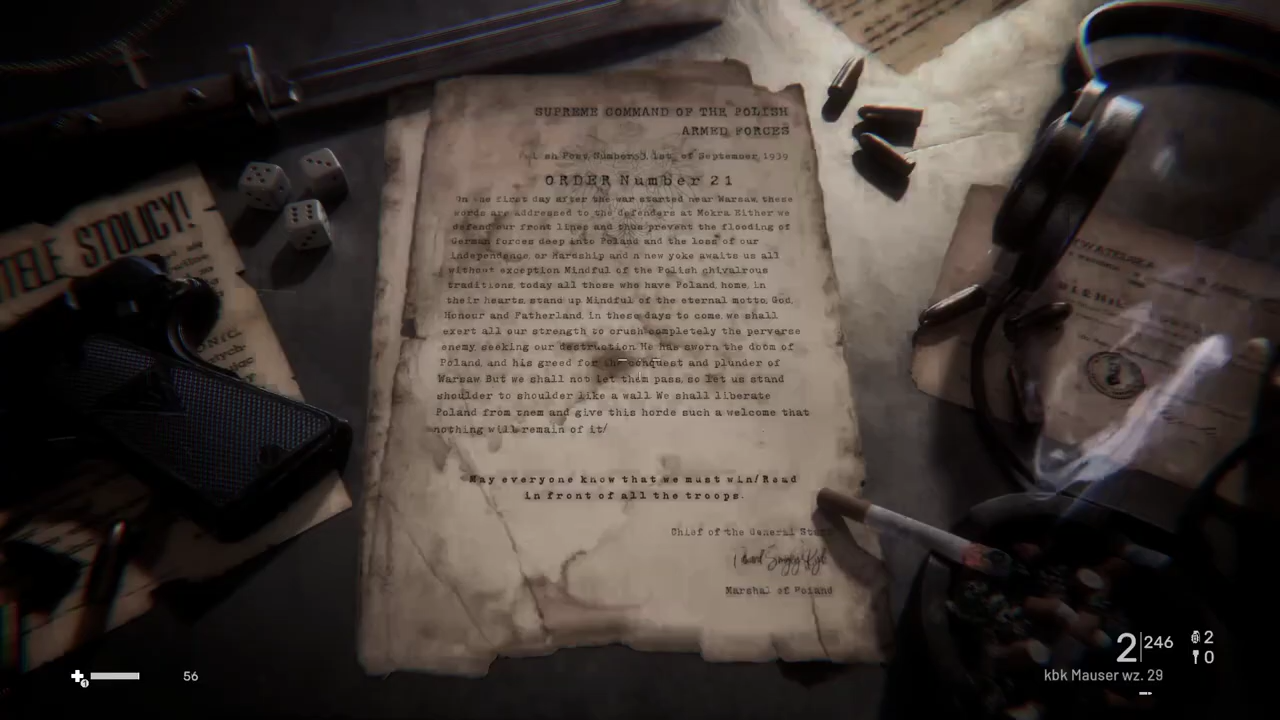 SUPREME COMMAND OF THE POLISH
ARMED FORCES
1st of September 1939
ORDER Number 21
On the first day after the war started near Warsaw, these
words are addressed to the defenders at Mokra Either we
defend our front lines and thus prevent the flooding of
German forces deep into Poland and the loss of our
independence, or Hardship and a new yoke awaits us all
without exception Mindful of the Polish chivalrous
traditions, today all those who have Poland, home, in
their hearts, stand up Mindful of the eternal motto, God,
Honour and Fatherland, in these days to come, we shall
exert all our strength to crush completely the perverse
enemy, seeking our destruction He has sworn the doom of
Poland, and his greed for the conquest and plunder of
Warsaw But we shall not let them pass, so let us stand
shoulder to shoulder like a wall We shall liberate
Poland from them and give this horde such a welcome that
nothing will remain of it/
May everyone know that we must win/Read
in front of all the troops.
Chief of the General
Marshal of Poland
TELE STOLICY!
56
2|246
2
0
kbk Mauser wz. 29